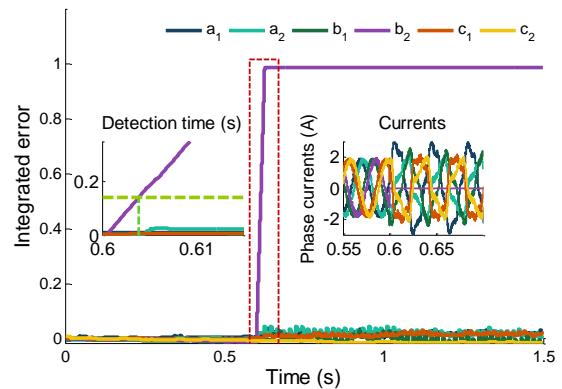 a1 a2 b1 b2 c1 c2
Integrated error
1
0.8
0.6
0.4
0.2
0
0 0.5 1 1.5
Time (s)
Detection time (s)
0.2
0
0.6 0.61
Currents
Phase currents (A)
2
0
-2
0.55 0.6 0.65